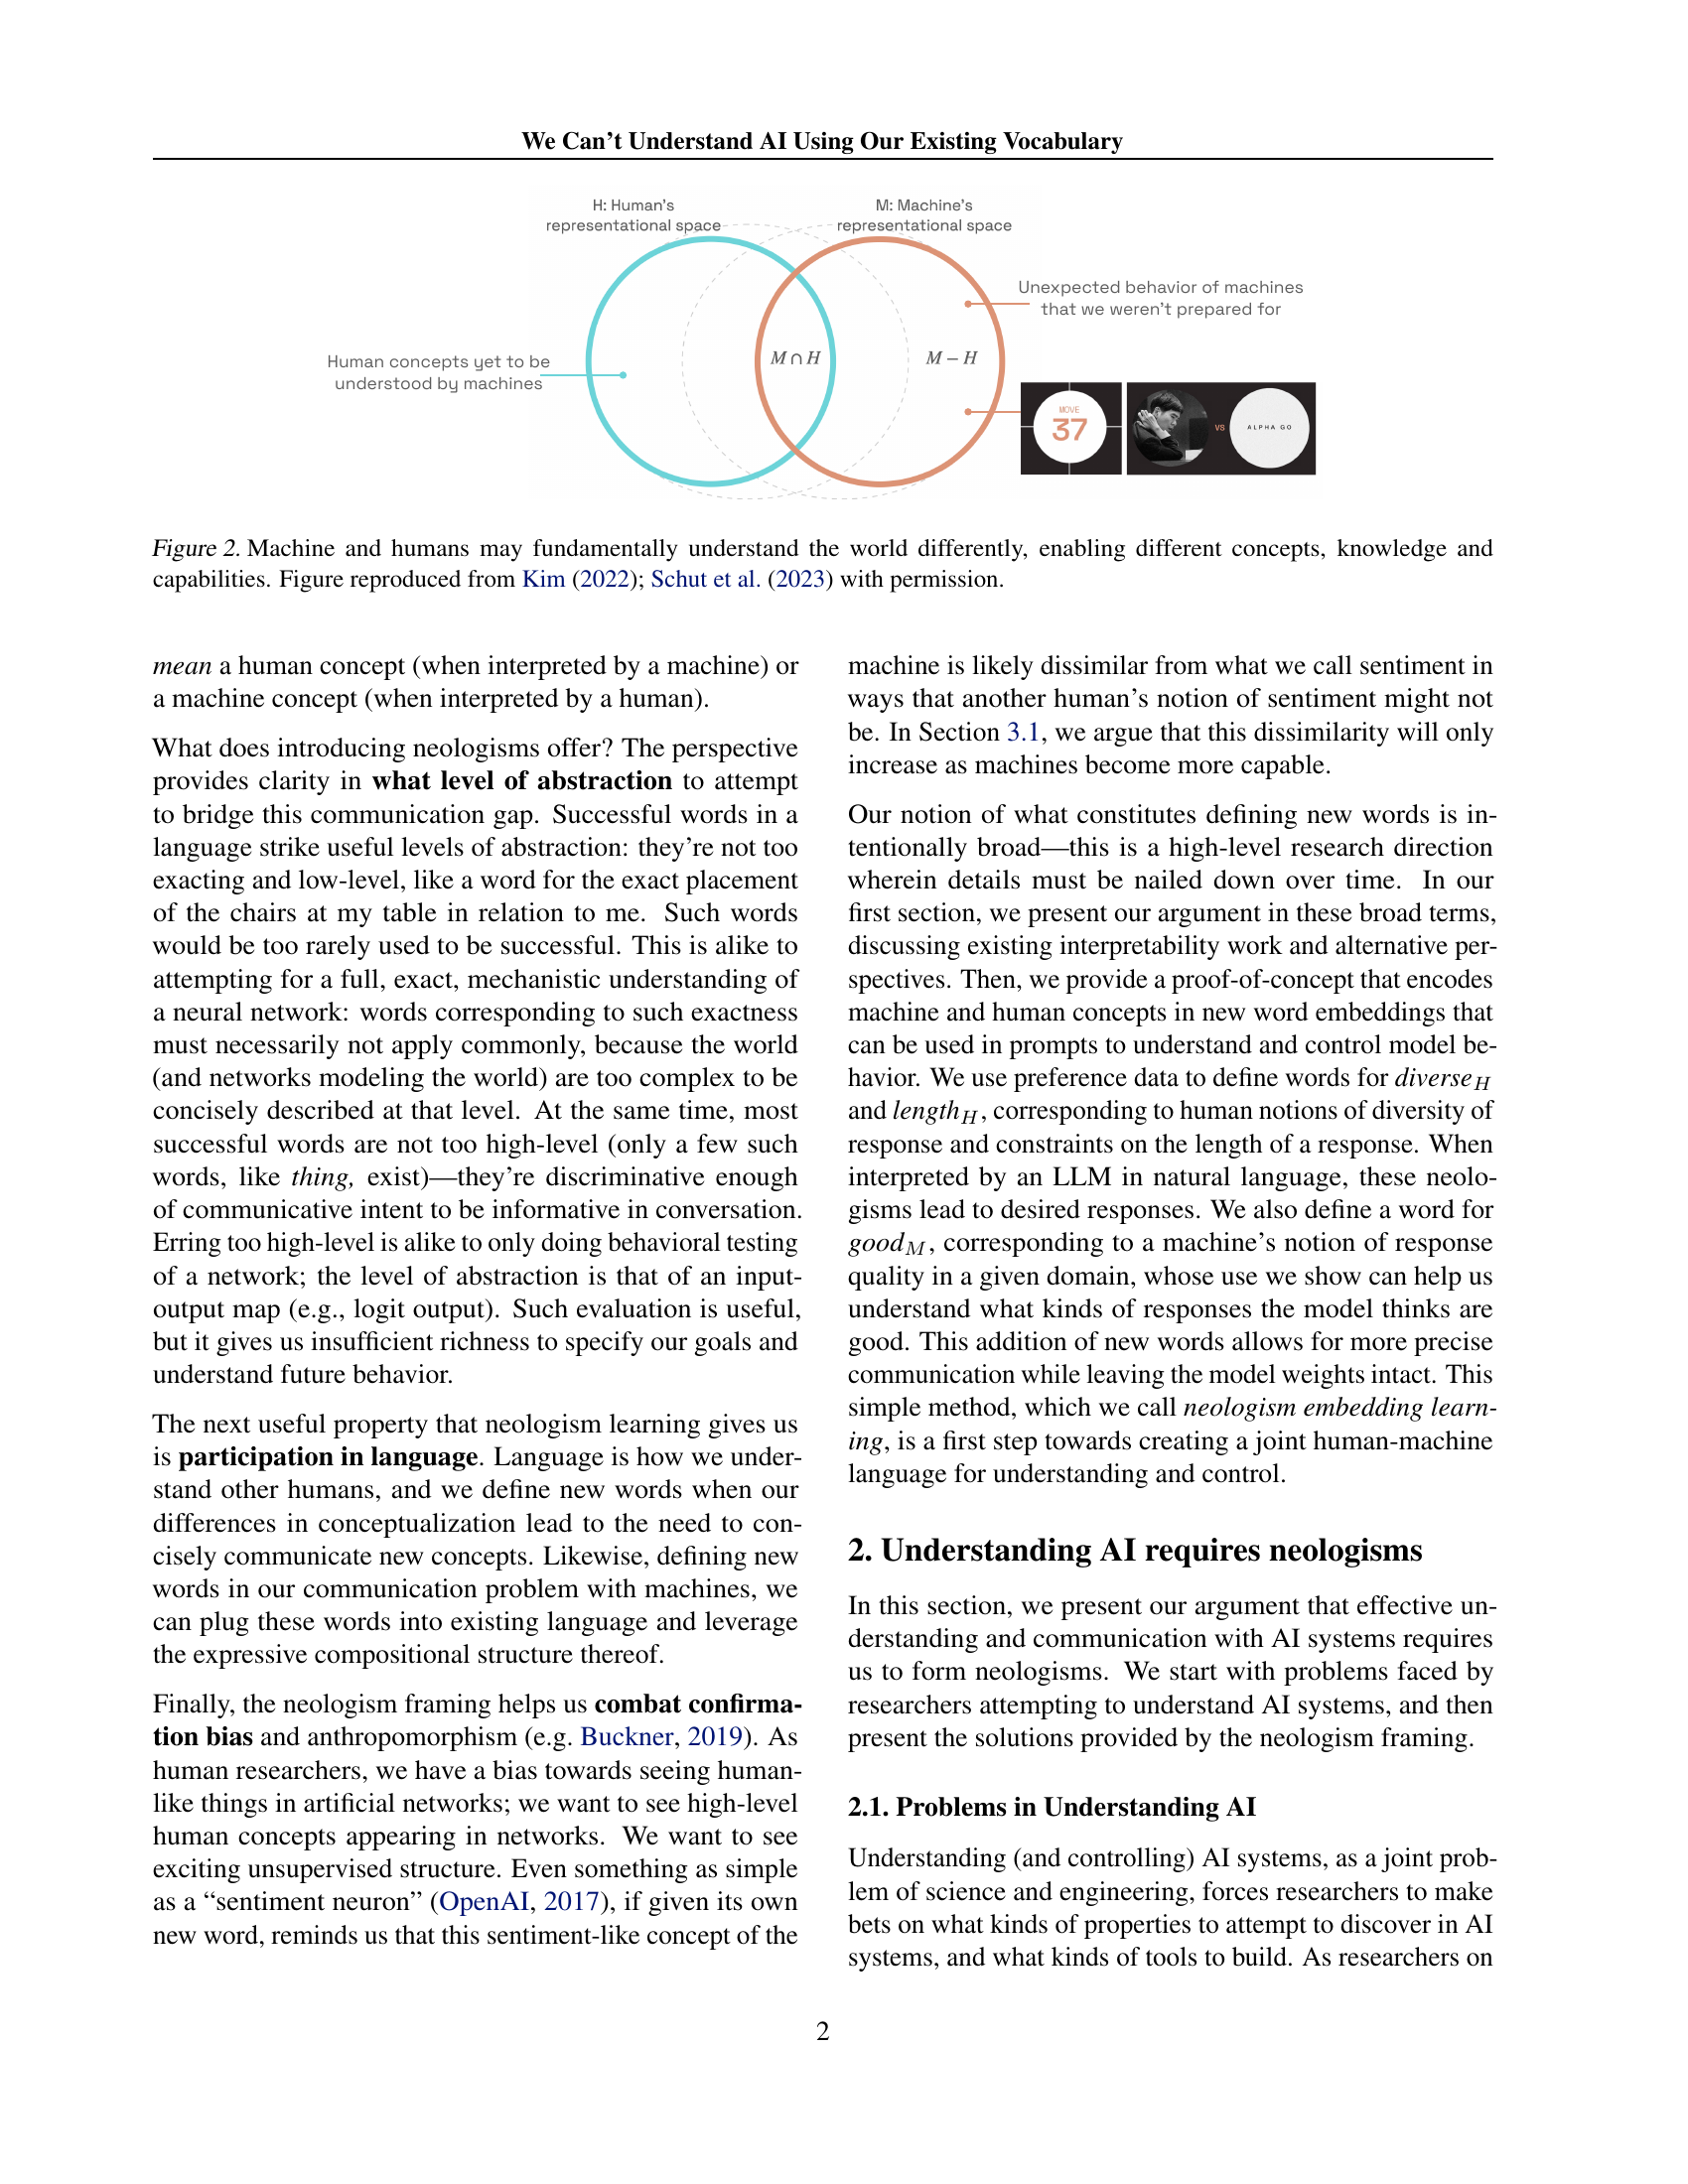 We Can't Understand AI Using Our Existing Vocabulary
H: Human's
representational space
M: Machine's
representational space
Unexpected behavior of machines
that we weren't prepared for
Human concepts yet to be
understood by machines
M ∩ H
M − H
MOVE
37
VS
ALPHA GO
Figure 2. Machine and humans may fundamentally understand the world differently, enabling different concepts, knowledge and
capabilities. Figure reproduced from Kim (2022); Schut et al. (2023) with permission.
mean a human concept (when interpreted by a machine) or
a machine concept (when interpreted by a human).
What does introducing neologisms offer? The perspective
provides clarity in what level of abstraction to attempt
to bridge this communication gap. Successful words in a
language strike useful levels of abstraction: they're not too
exacting and low-level, like a word for the exact placement
of the chairs at my table in relation to me. Such words
would be too rarely used to be successful. This is alike to
attempting for a full, exact, mechanistic understanding of
a neural network: words corresponding to such exactness
must necessarily not apply commonly, because the world
(and networks modeling the world) are too complex to be
concisely described at that level. At the same time, most
successful words are not too high-level (only a few such
words, like thing, exist)—they're discriminative enough
of communicative intent to be informative in conversation.
Erring too high-level is alike to only doing behavioral testing
of a network; the level of abstraction is that of an input-
output map (e.g., logit output). Such evaluation is useful,
but it gives us insufficient richness to specify our goals and
understand future behavior.
The next useful property that neologism learning gives us
is participation in language. Language is how we under-
stand other humans, and we define new words when our
differences in conceptualization lead to the need to con-
cisely communicate new concepts. Likewise, defining new
words in our communication problem with machines, we
can plug these words into existing language and leverage
the expressive compositional structure thereof.
Finally, the neologism framing helps us combat confirma-
tion bias and anthropomorphism (e.g. Buckner, 2019). As
human researchers, we have a bias towards seeing human-
like things in artificial networks; we want to see high-level
human concepts appearing in networks. We want to see
exciting unsupervised structure. Even something as simple
as a “sentiment neuron” (OpenAI, 2017), if given its own
new word, reminds us that this sentiment-like concept of the
machine is likely dissimilar from what we call sentiment in
ways that another human's notion of sentiment might not
be. In Section 3.1, we argue that this dissimilarity will only
increase as machines become more capable.
Our notion of what constitutes defining new words is in-
tentionally broad—this is a high-level research direction
wherein details must be nailed down over time. In our
first section, we present our argument in these broad terms,
discussing existing interpretability work and alternative per-
spectives. Then, we provide a proof-of-concept that encodes
machine and human concepts in new word embeddings that
can be used in prompts to understand and control model be-
havior. We use preference data to define words for diverse_H
and length_H, corresponding to human notions of diversity of
response and constraints on the length of a response. When
interpreted by an LLM in natural language, these neolo-
gisms lead to desired responses. We also define a word for
good_M, corresponding to a machine's notion of response
quality in a given domain, whose use we show can help us
understand what kinds of responses the model thinks are
good. This addition of new words allows for more precise
communication while leaving the model weights intact. This
simple method, which we call neologism embedding learn-
ing, is a first step towards creating a joint human-machine
language for understanding and control.
2. Understanding AI requires neologisms
In this section, we present our argument that effective un-
derstanding and communication with AI systems requires
us to form neologisms. We start with problems faced by
researchers attempting to understand AI systems, and then
present the solutions provided by the neologism framing.
2.1. Problems in Understanding AI
Understanding (and controlling) AI systems, as a joint prob-
lem of science and engineering, forces researchers to make
bets on what kinds of properties to attempt to discover in AI
systems, and what kinds of tools to build. As researchers on
2